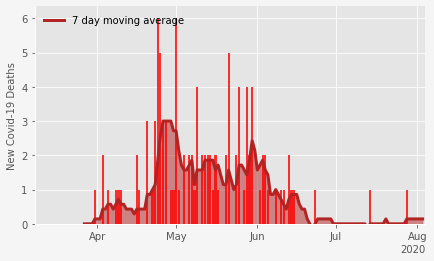 7 day moving average
New Covid-19 Deaths
6
5
4
3
2
1
0
Apr
May
Jun
Jul
Aug
2020